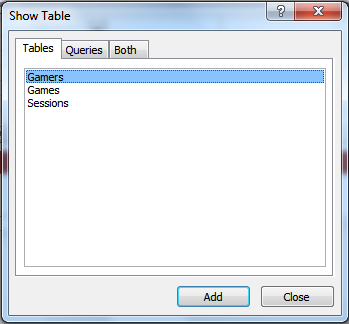 Show Table
?
Tables Queries Both
Gamers
Games
Sessions
Add Close